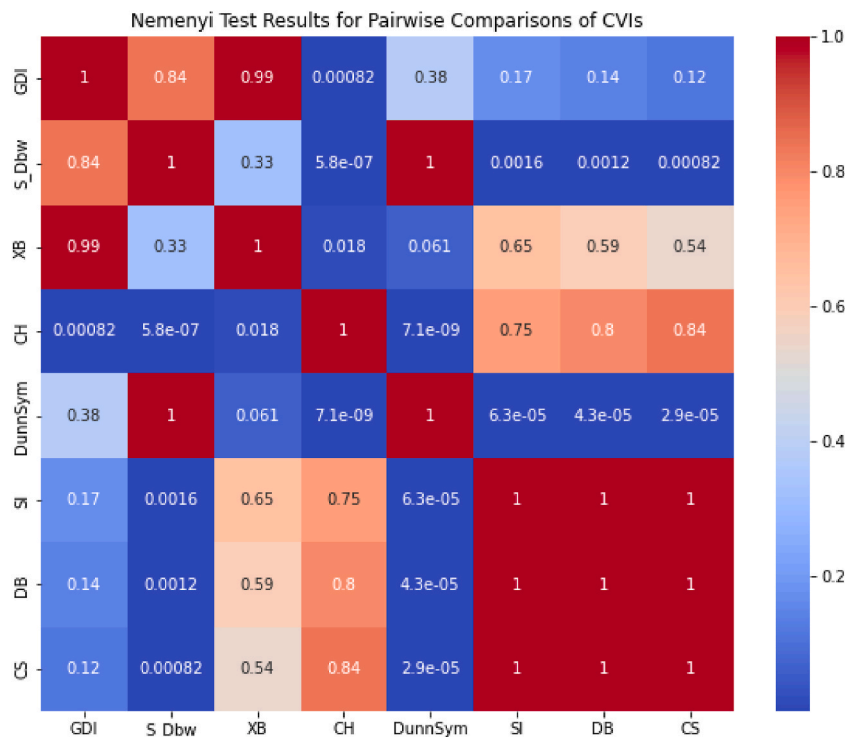 Nemenyi Test Results for Pairwise Comparisons of CVIs
GDI 1 0.84 0.99 0.00082 0.38 0.17 0.14 0.12
S_Dbw 0.84 1 0.33 5.8e-07 1 0.0016 0.0012 0.00082
XB 0.99 0.33 1 0.018 0.061 0.65 0.59 0.54
CH 0.00082 5.8e-07 0.018 1 7.1e-09 0.75 0.8 0.84
DunnSym 0.38 1 0.061 7.1e-09 1 6.3e-05 4.3e-05 2.9e-05
SI 0.17 0.0016 0.65 0.75 6.3e-05 1 1 1
DB 0.14 0.0012 0.59 0.8 4.3e-05 1 1 1
CS 0.12 0.00082 0.54 0.84 2.9e-05 1 1 1
GDI S Dbw XB CH DunnSym SI DB CS
1.0
0.8
0.6
0.4
0.2